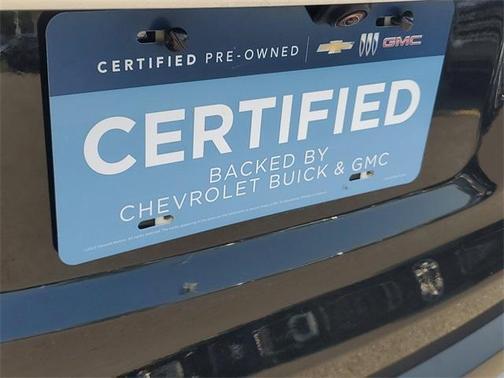 CERTIFIED PRE-OWNED GMC
CERTIFIED
BACKED BY
CHEVROLET BUICK & GMC